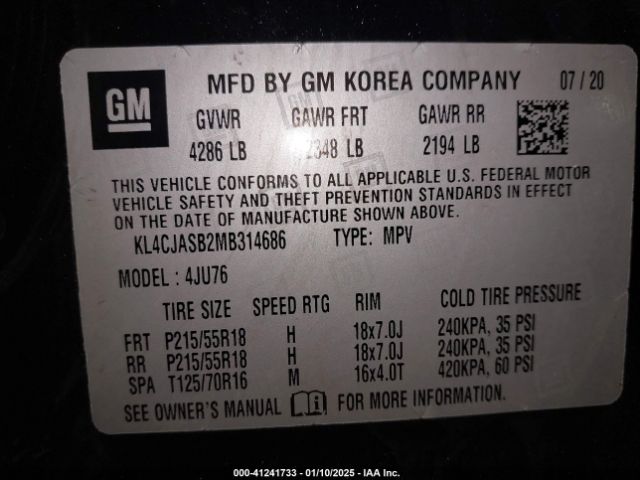 GM
MFD BY GM KOREA COMPANY 07 / 20
GVWR GAWR FRT GAWR RR
4286 LB LB 2194 LB
THIS VEHICLE CONFORMS TO ALL APPLICABLE U.S. FEDERAL MOTOR
VEHICLE SAFETY AND THEFT PREVENTION STANDARDS IN EFFECT
ON THE DATE OF MANUFACTURE SHOWN ABOVE.
KL4CJASB2MB314686 TYPE: MPV
MODEL : 4JU76
TIRE SIZE SPEED RTG RIM COLD TIRE PRESSURE
FRT P215/55R18 H 18x7.0J 240KPA, 35 PSI
RR P215/55R18 H 18x7.0J 240KPA, 35 PSI
SPA T125/70R16 M 16x4.0T 420KPA, 60 PSI
SEE OWNER'S MANUAL FOR MORE INFORMATION.
000-41241733 - 01/10/2025 - IAA Inc.